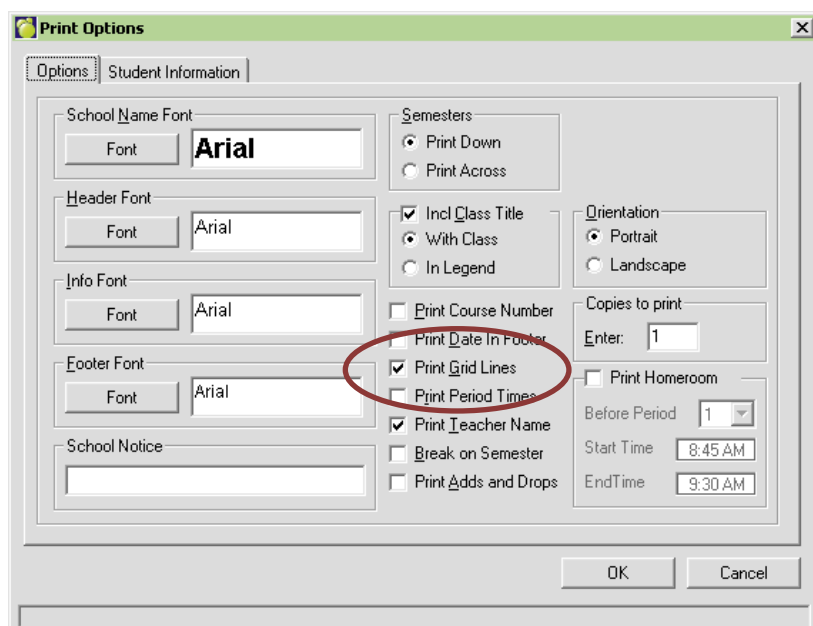 Print Options
Options
Student Information
School Name Font
Font
Arial
Header Font
Font
Arial
Info Font
Font
Arial
Footer Font
Font
Arial
School Notice
Semesters
Print Down
Print Across
Incl Class Title
With Class
In Legend
Print Course Number
Print Date In Footer
Print Grid Lines
Print Period Times
Print Teacher Name
Break on Semester
Print Adds and Drops
Orientation
Portrait
Landscape
Copies to print
Enter: 1
Print Homeroom
Before Period 1
Start Time 8:45 AM
EndTime 9:30 AM
OK
Cancel